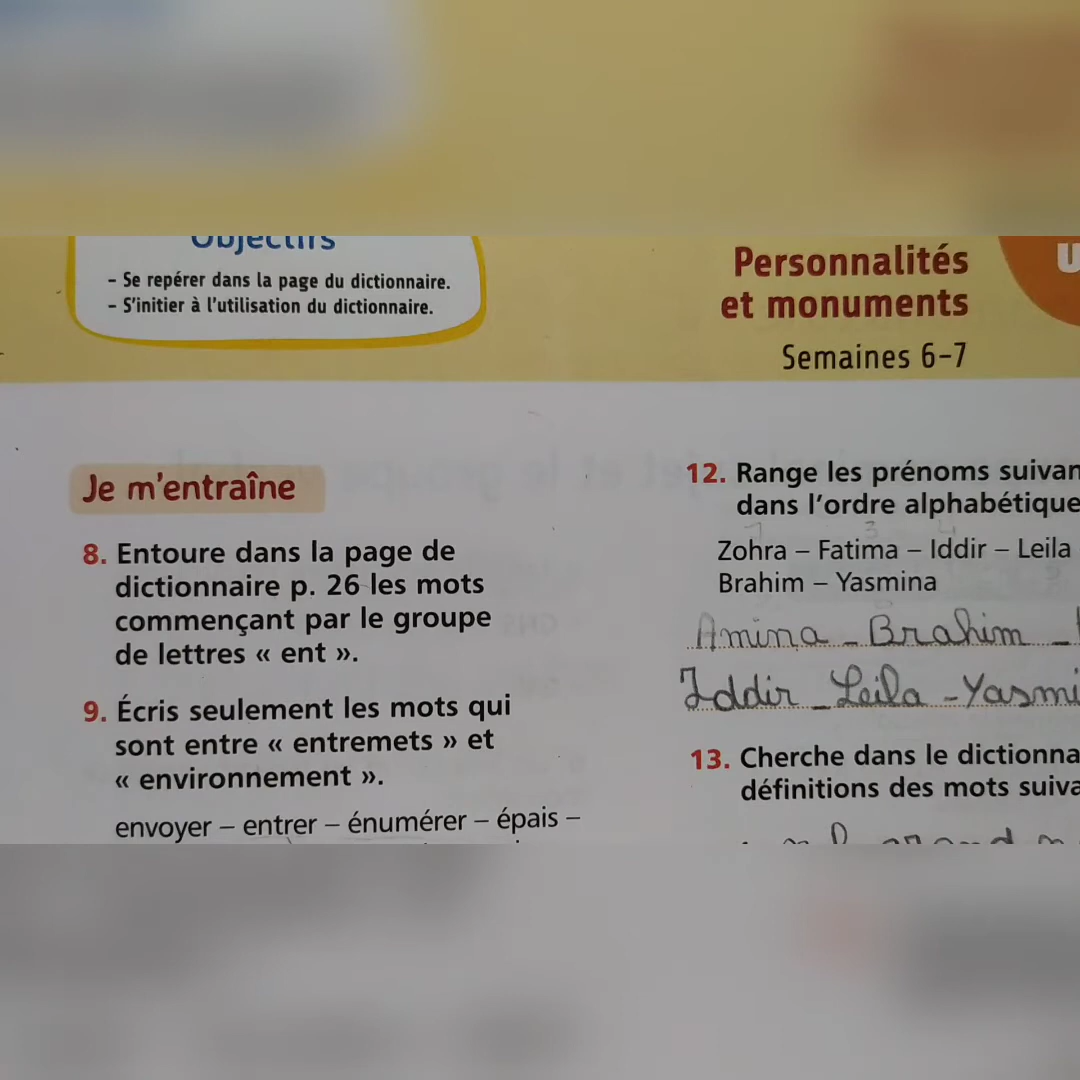 Objectifs
– Se repérer dans la page du dictionnaire.
– S'initier à l'utilisation du dictionnaire.
Personnalités
et monuments
Semaines 6–7
Je m'entraîne
8. Entoure dans la page de
dictionnaire p. 26 les mots
commençant par le groupe
de lettres « ent ».
9. Écris seulement les mots qui
sont entre « entremets » et
« environnement ».
envoyer – entrer – énumérer – épais –
12. Range les prénoms suivan
dans l'ordre alphabétique
7 3 4
Zohra – Fatima – Iddir – Leila
Brahim – Yasmina
Amina _ Brahim _
Iddir _ Leila - Yasmi
13. Cherche dans le dictionna
définitions des mots suiva